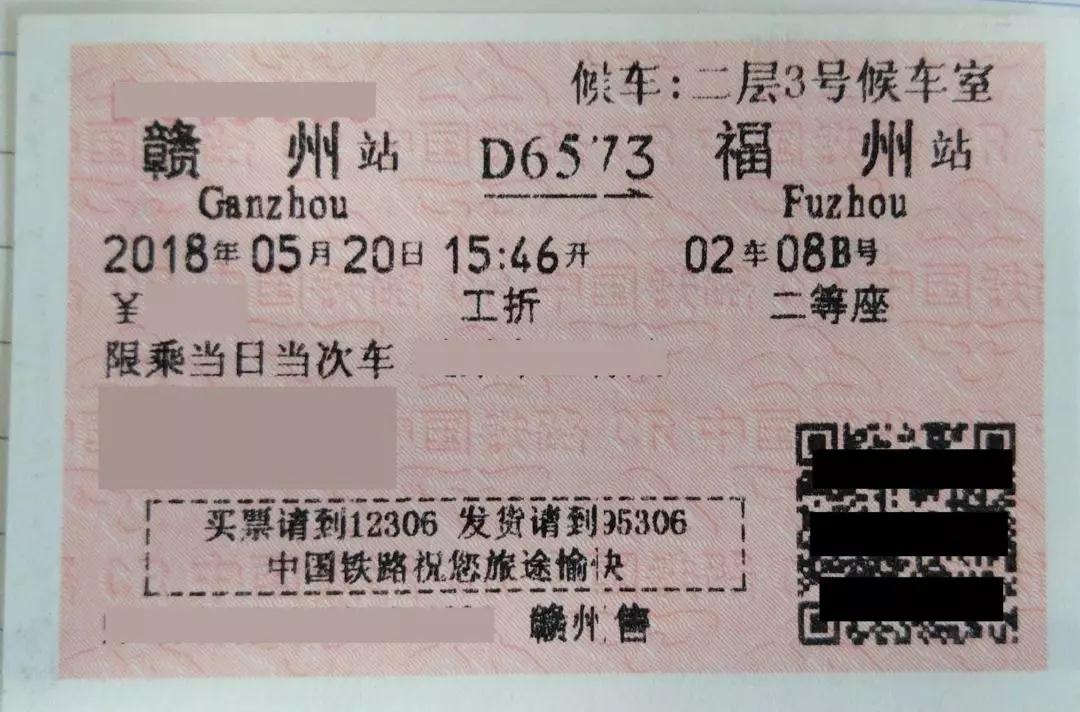 候车:二层3号候车室
赣州站 D6573 福州站
Ganzhou Fuzhou
2018年05月20日 15:46开 02车08B号
¥ 工折 二等座
限乘当日当次车
买票请到12306 发货请到95306
中国铁路祝您旅途愉快
赣州售